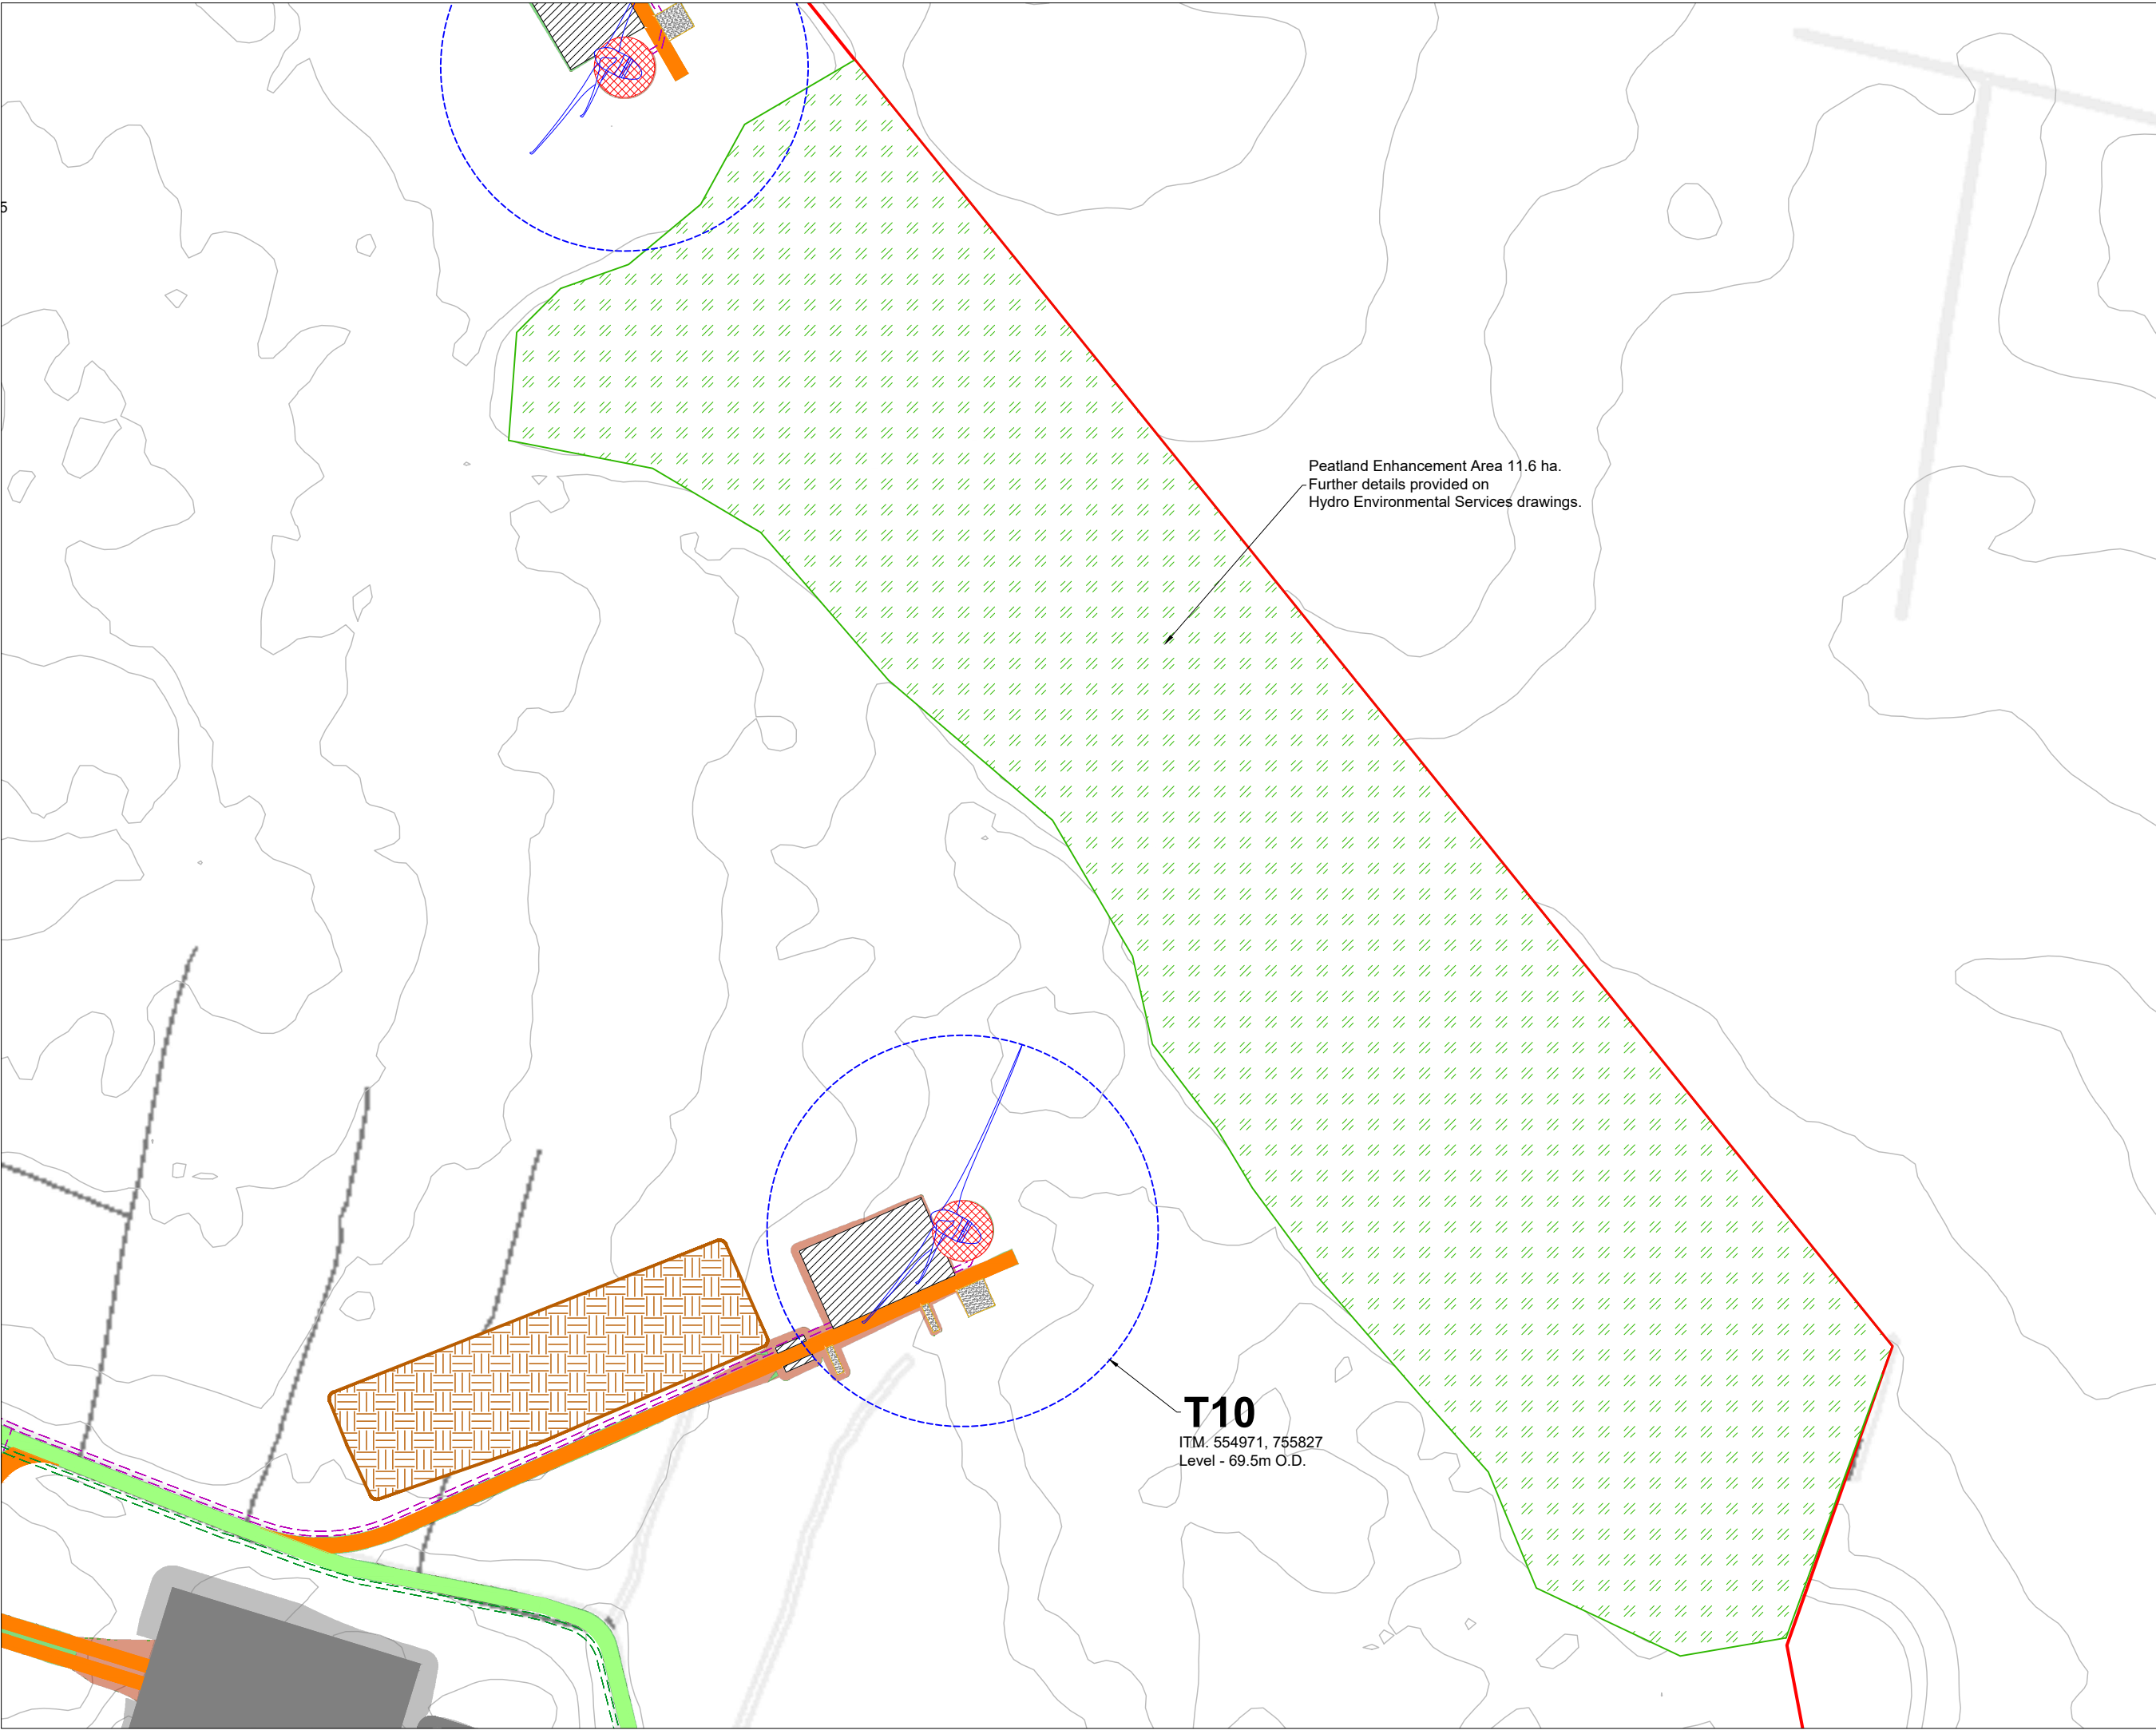 5
Peatland Enhancement Area 11.6 ha.
Further details provided on
Hydro Environmental Services drawings.
T10
ITM. 554971, 755827
Level - 69.5m O.D.